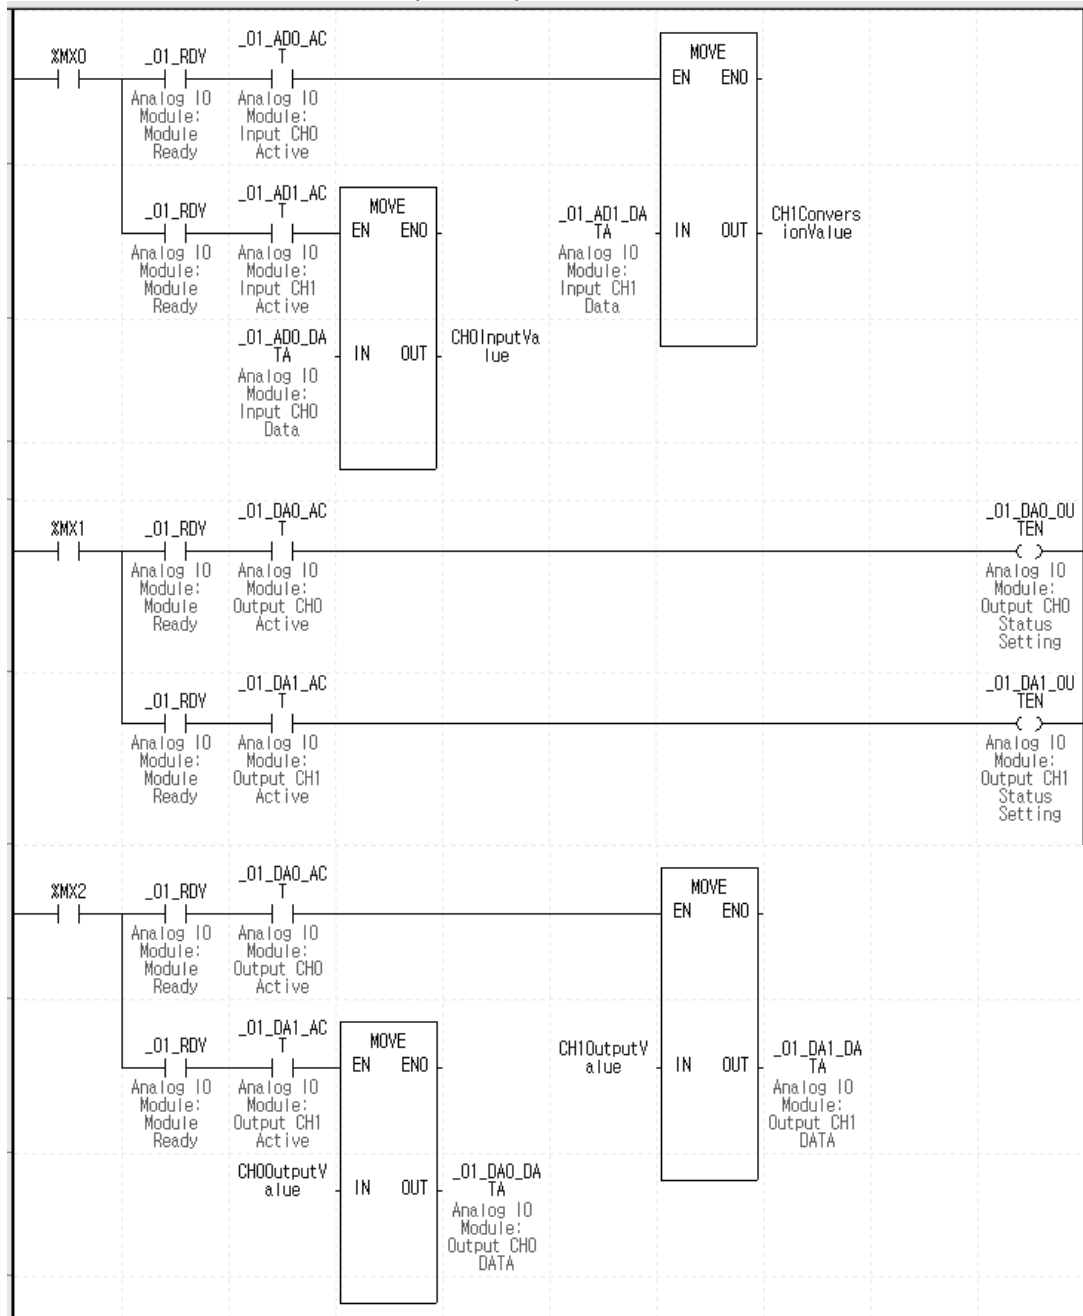 %MX0
_01_RDY
_01_AD0_AC
T
MOVE
EN ENO
Analog IO
Module:
Module
Ready
Analog IO
Module:
Input CH0
Active
_01_RDY
_01_AD1_AC
T
MOVE
EN ENO
_01_AD1_DA
TA
IN OUT
CH1Convers
ionValue
Analog IO
Module:
Module
Ready
Analog IO
Module:
Input CH1
Active
Analog IO
Module:
Input CH1
Data
_01_AD0_DA
TA
IN OUT
CH0InputVa
lue
Analog IO
Module:
Input CH0
Data
%MX1
_01_RDY
_01_DA0_AC
T
_01_DA0_OU
TEN
Analog IO
Module:
Module
Ready
Analog IO
Module:
Output CH0
Active
Analog IO
Module:
Output CH0
Status
Setting
_01_RDY
_01_DA1_AC
T
_01_DA1_OU
TEN
Analog IO
Module:
Module
Ready
Analog IO
Module:
Output CH1
Active
Analog IO
Module:
Output CH1
Status
Setting
%MX2
_01_RDY
_01_DA0_AC
T
MOVE
EN ENO
Analog IO
Module:
Module
Ready
Analog IO
Module:
Output CH0
Active
_01_RDY
_01_DA1_AC
T
MOVE
EN ENO
CH1OutputV
alue
IN OUT
_01_DA1_DA
TA
Analog IO
Module:
Module
Ready
Analog IO
Module:
Output CH1
Active
Analog IO
Module:
Output CH1
DATA
CH0OutputV
alue
IN OUT
_01_DA0_DA
TA
Analog IO
Module:
Output CH0
DATA